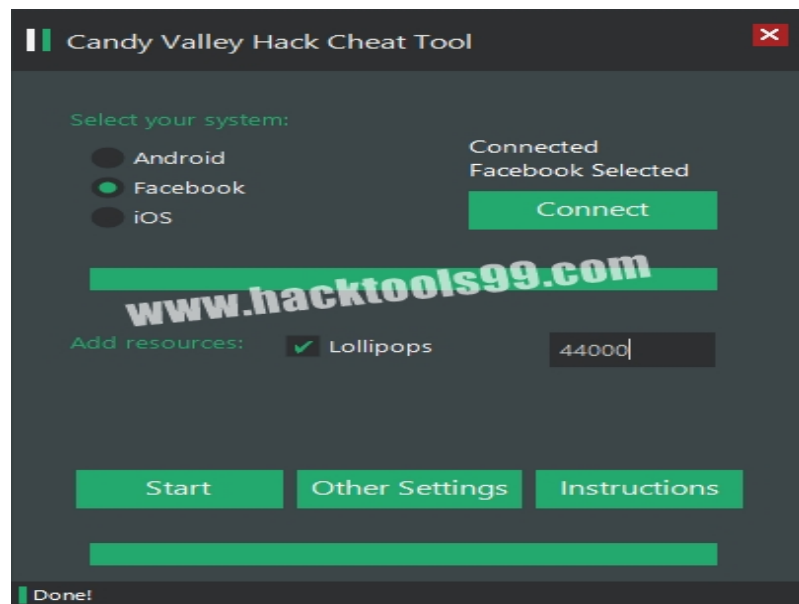 Candy Valley Hack Cheat Tool
Select your system:
Android
Facebook
iOS
Connected
Facebook Selected
Connect
www.hacktools99.com
Add resources:
Lollipops
44000
Start
Other Settings
Instructions
Done!